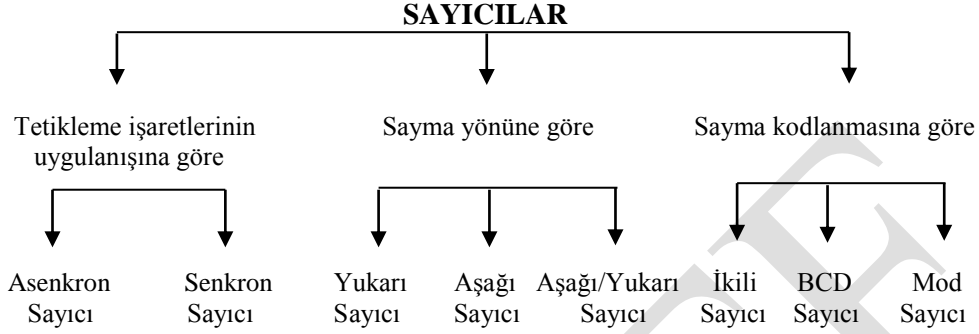 SAYICILAR
Tetikleme işaretlerinin
uygulanışına göre
Sayma yönüne göre
Sayma kodlanmasına göre
Asenkron
Sayıcı
Senkron
Sayıcı
Yukarı
Sayıcı
Aşağı
Sayıcı
Aşağı/Yukarı
Sayıcı
İkili
Sayıcı
BCD
Sayıcı
Mod
Sayıcı